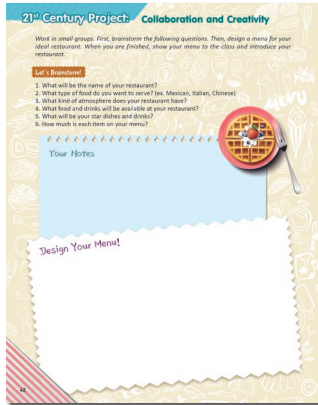 21st Century Project: Collaboration and Creativity
Work in small groups. First, brainstorm the following questions. Then, design a menu for your
ideal restaurant. When you are finished, show your menu to the class and introduce your
restaurant.
Let's Brainstorm!
1. What will be the name of your restaurant?
2. What type of food do you want to serve? (ex. Mexican, Italian, Chinese)
3. What kind of atmosphere does your restaurant have?
4. What food and drinks will be available at your restaurant?
5. What will be your star dishes and drinks?
6. How much is each item on your menu?
MENU
Your Notes
Design Your Menu!
22